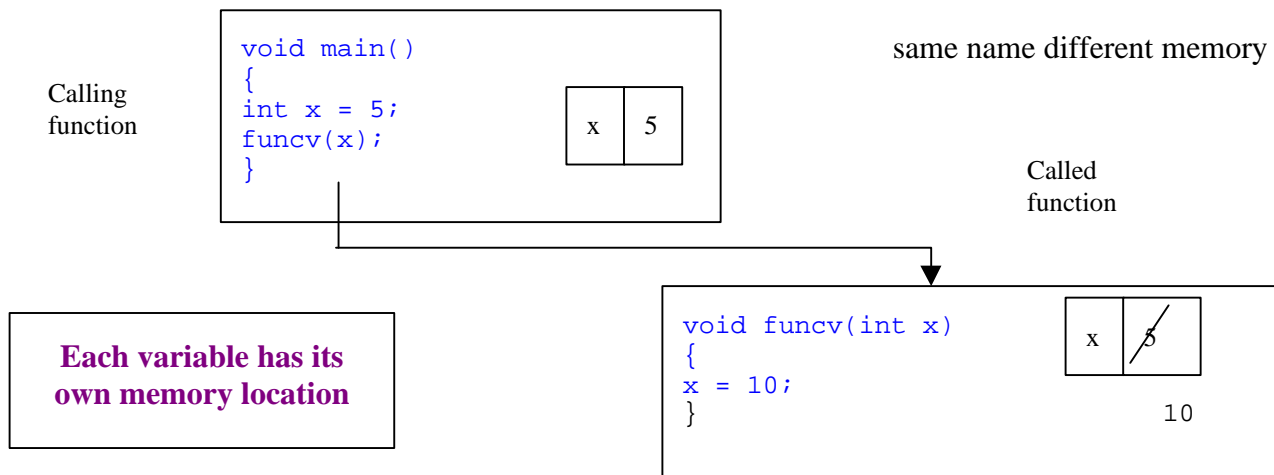 void main()
{
int x = 5;
funcv(x);
}
x 5
same name different memory
Calling
function
Called
function
void funcv(int x)
{
x = 10;
}
x 5
10
Each variable has its
own memory location